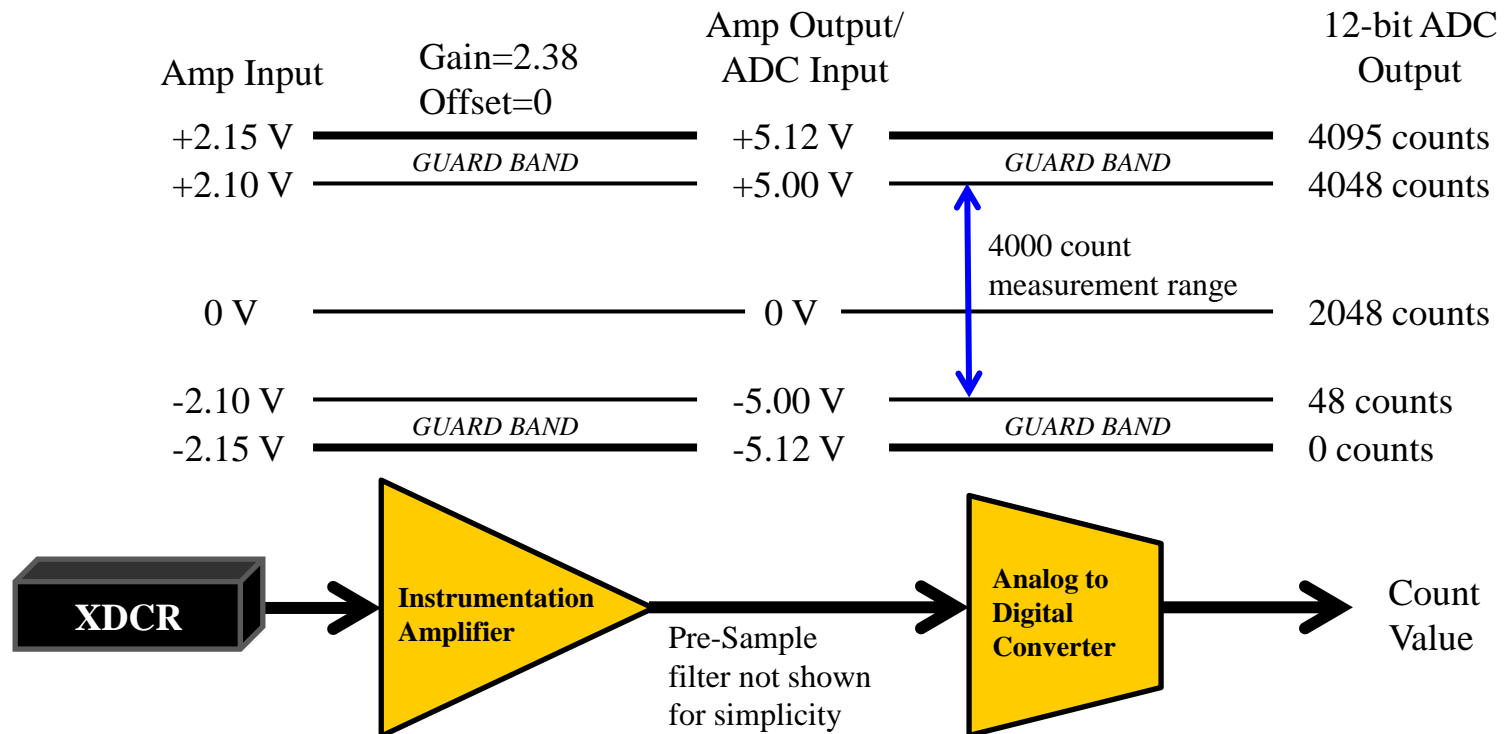 Amp Input
Gain=2.38
Offset=0
Amp Output/
ADC Input
12-bit ADC
Output
+2.15 V
+5.12 V
4095 counts
GUARD BAND
GUARD BAND
+2.10 V
+5.00 V
4048 counts
4000 count
measurement range
0 V
0 V
2048 counts
-2.10 V
-5.00 V
48 counts
GUARD BAND
GUARD BAND
-2.15 V
-5.12 V
0 counts
XDCR
Instrumentation
Amplifier
Pre-Sample
filter not shown
for simplicity
Analog to
Digital
Converter
Count
Value